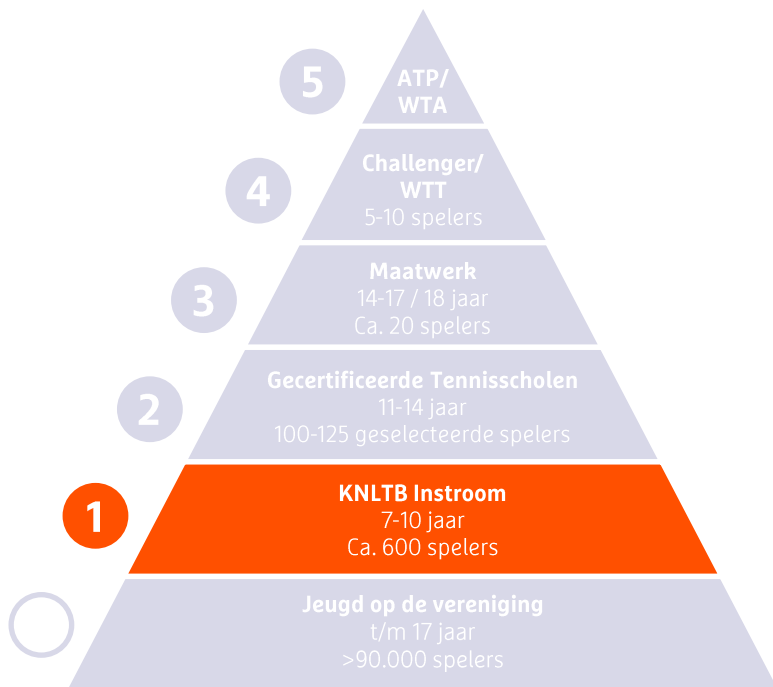 5
ATP/
WTA
4
Challenger/
WTT
5-10 spelers
3
Maatwerk
14-17 / 18 jaar
Ca. 20 spelers
2
Gecertificeerde Tennisscholen
11-14 jaar
100-125 geselecteerde spelers
1
KNLTB Instroom
7-10 jaar
Ca. 600 spelers
Jeugd op de vereniging
t/m 17 jaar
>90.000 spelers